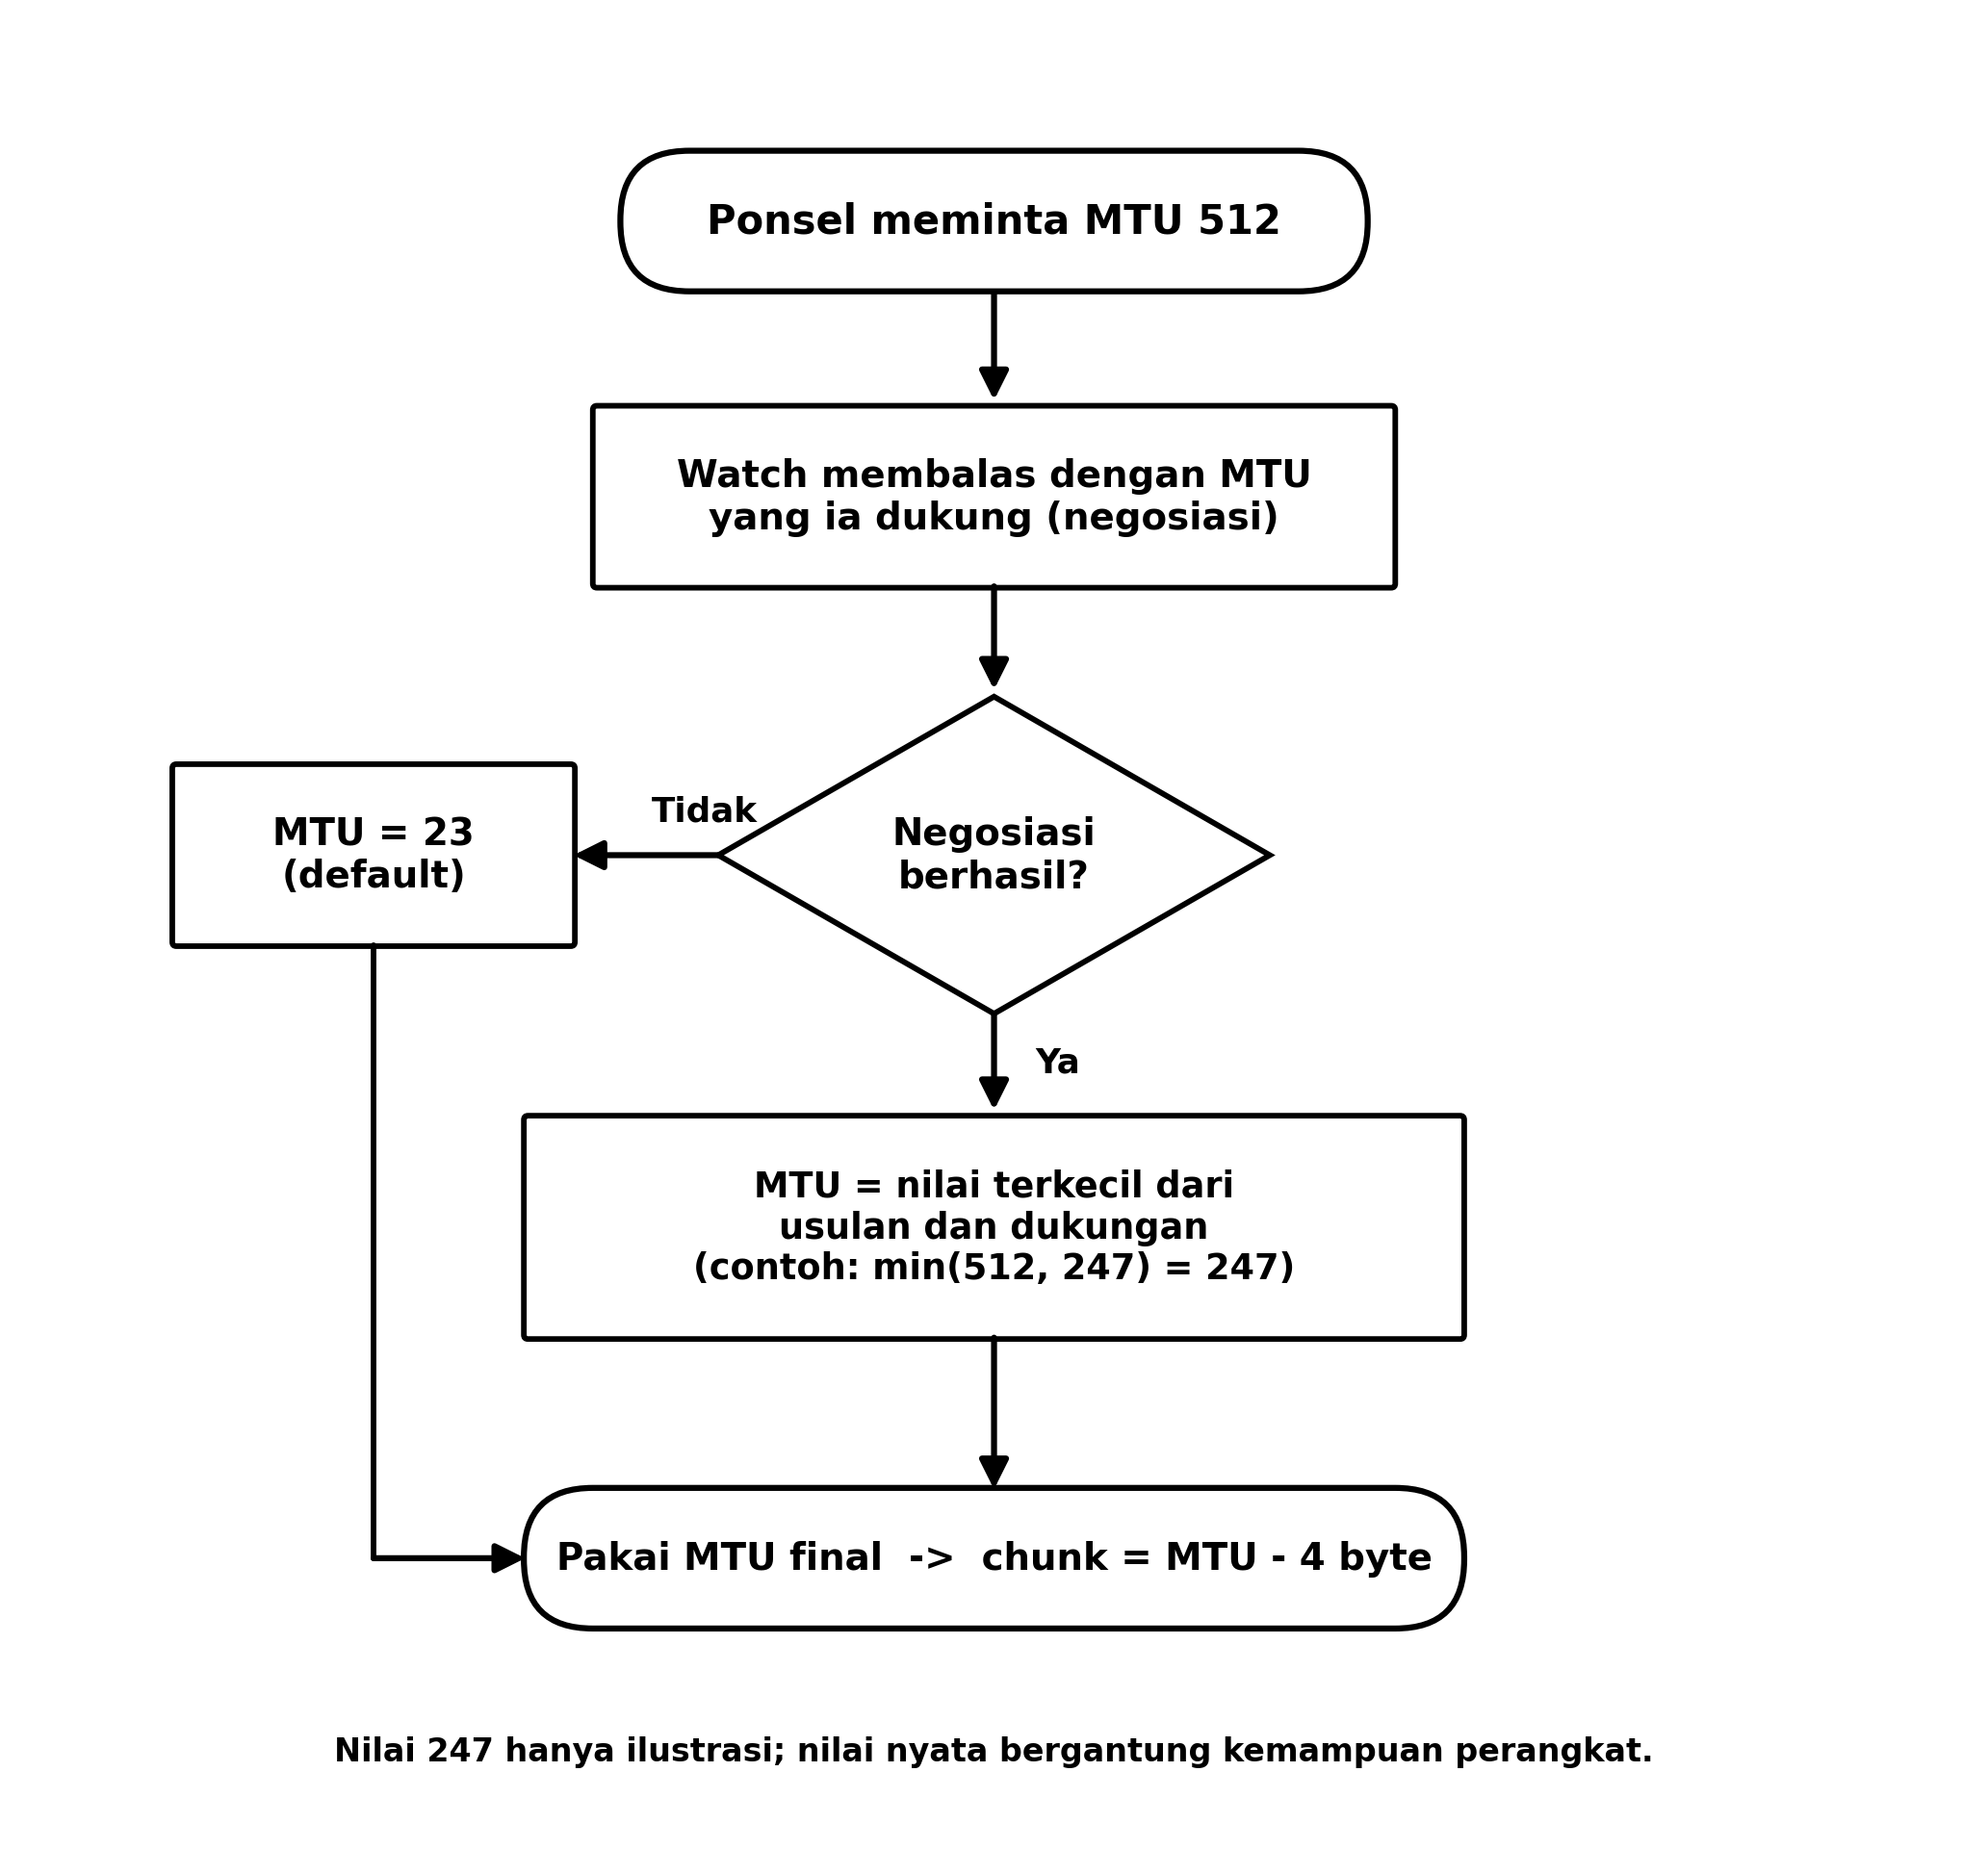 Ponsel meminta MTU 512
Watch membalas dengan MTU
yang ia dukung (negosiasi)
Negosiasi
berhasil?
Tidak
MTU = 23
(default)
Ya
MTU = nilai terkecil dari
usulan dan dukungan
(contoh: min(512, 247) = 247)
Pakai MTU final  ->  chunk = MTU - 4 byte
Nilai 247 hanya ilustrasi; nilai nyata bergantung kemampuan perangkat.